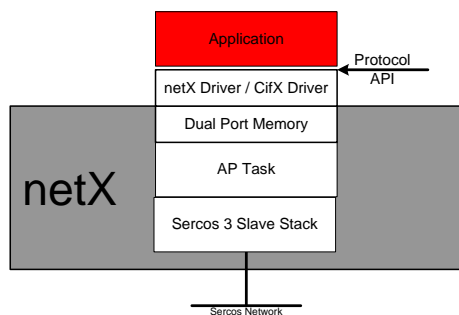 Application
Protocol
API
netX Driver / CifX Driver
Dual Port Memory
AP Task
netX
Sercos 3 Slave Stack
Sercos Network